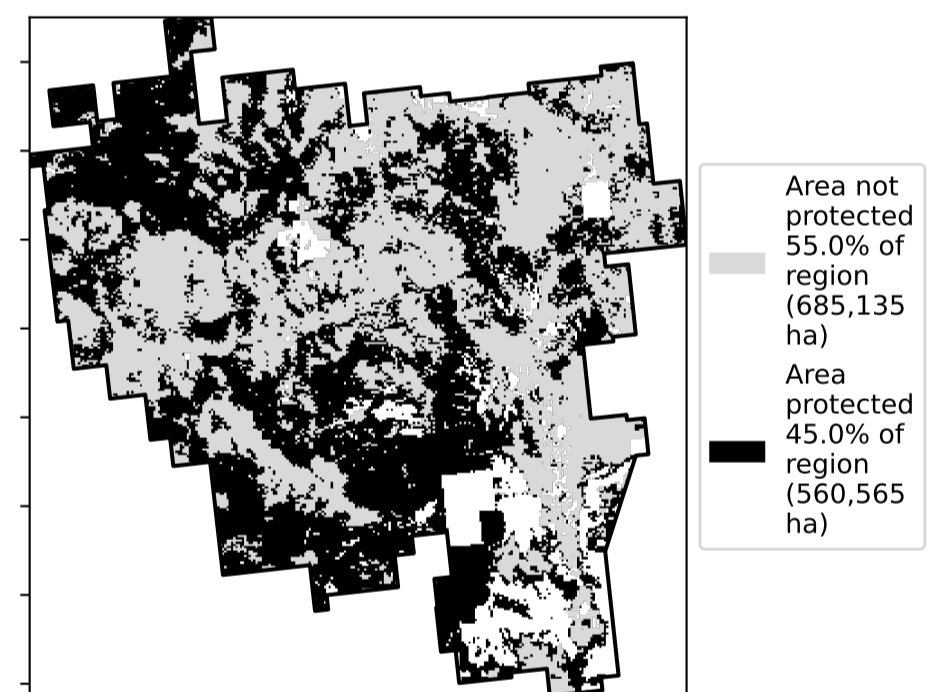 Area not
protected
55.0% of
region
(685,135
ha)
Area
protected
45.0% of
region
(560,565
ha)